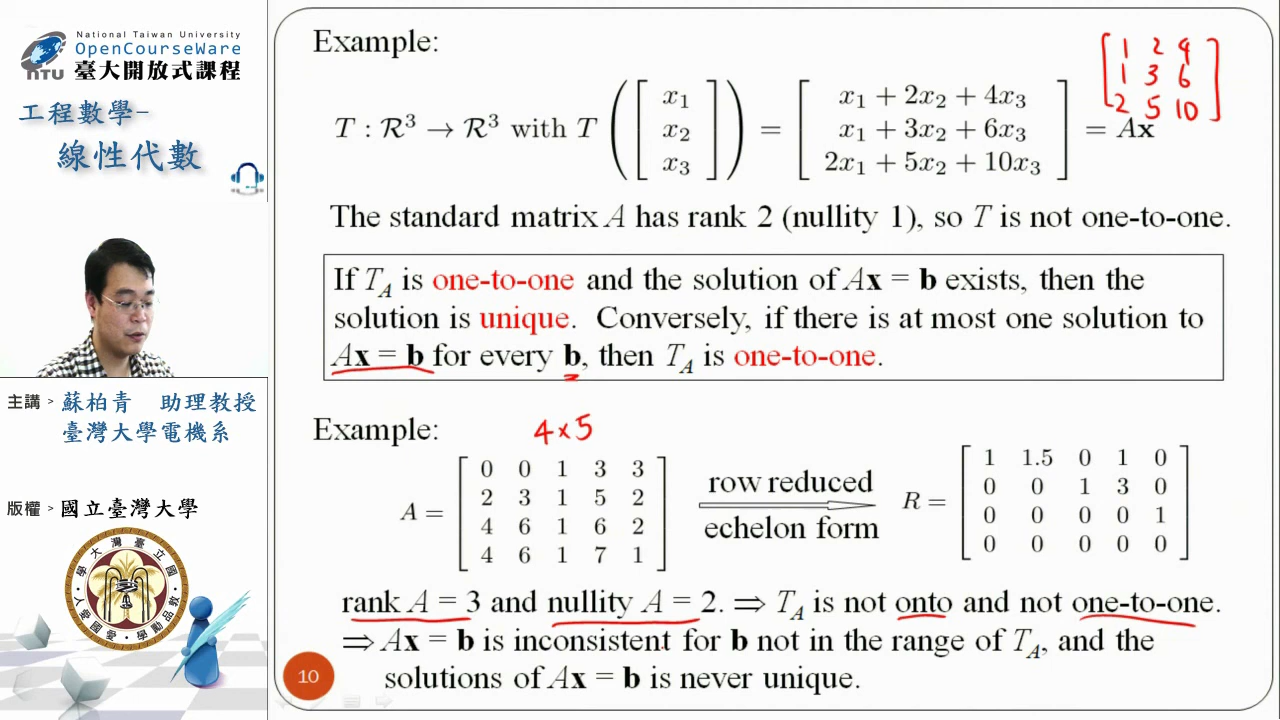 National Taiwan University
OpenCourseWare
NTU 臺大開放式課程
工程數學-
線性代數
主講 > 蘇柏青 助理教授
臺灣大學電機系
版權 > 國立臺灣大學
Example:
1 2 4
1 3 6
2 5 10
T : R³ → R³ with T ( [ x₁ x₂ x₃ ] ) = [ x₁ + 2x₂ + 4x₃
x₁ + 3x₂ + 6x₃
2x₁ + 5x₂ + 10x₃ ] = Ax
The standard matrix A has rank 2 (nullity 1), so T is not one-to-one.
If T_A is one-to-one and the solution of Ax = b exists, then the
solution is unique. Conversely, if there is at most one solution to
Ax = b for every b, then T_A is one-to-one.
Example:
4×5
A =
0 0 1 3 3
2 3 1 5 2
4 6 1 6 2
4 6 1 7 1
row reduced
echelon form
R =
1 1.5 0 1 0
0 0 1 3 0
0 0 0 0 1
0 0 0 0 0
rank A = 3 and nullity A = 2. ⇒ T_A is not onto and not one-to-one.
⇒ Ax = b is inconsistent for b not in the range of T_A, and the
solutions of Ax = b is never unique.
10